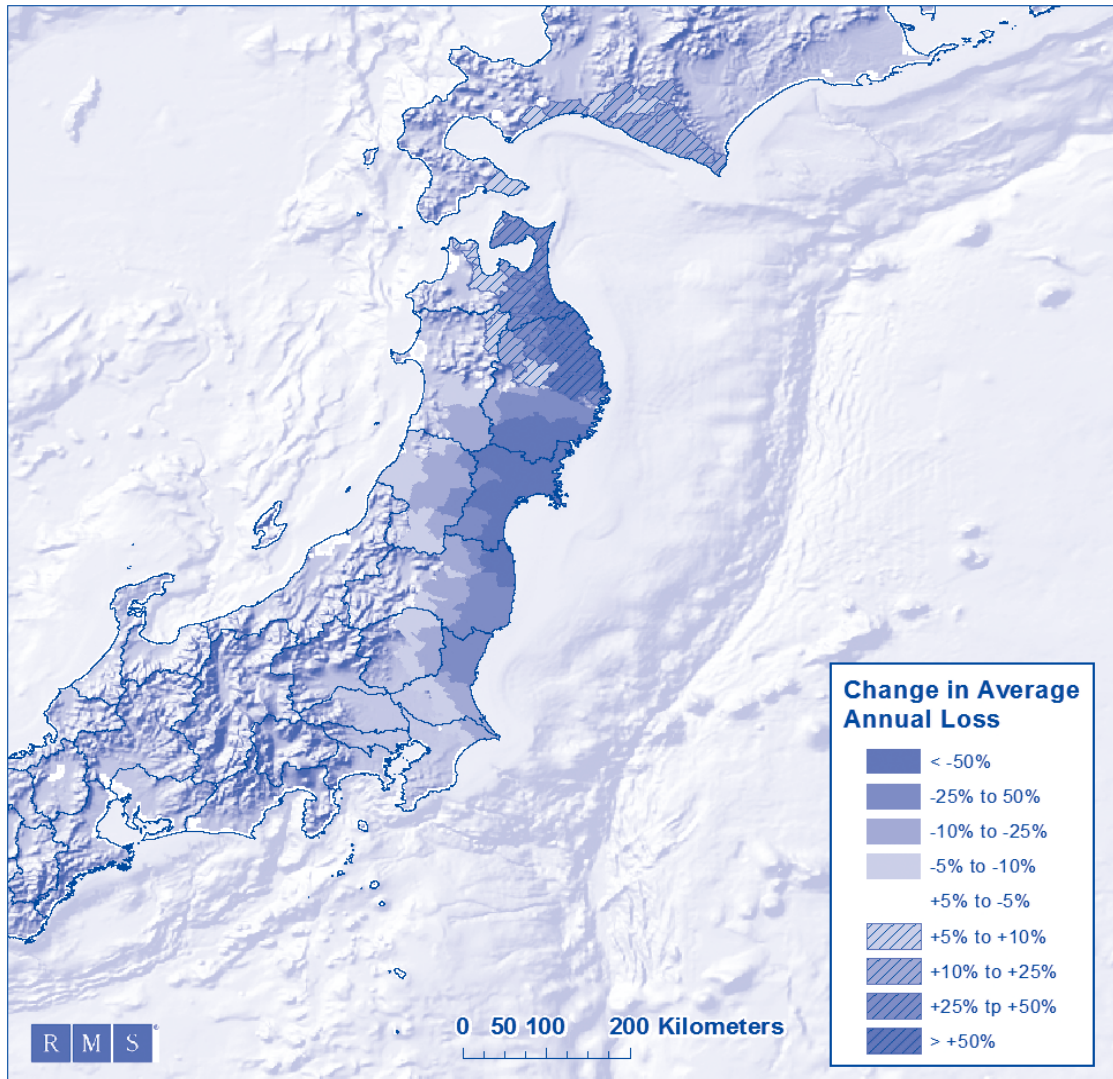 Change in Average
Annual Loss
< -50%
-25% to 50%
-10% to -25%
-5% to -10%
+5% to -5%
+5% to +10%
+10% to +25%
+25% tp +50%
> +50%
RMS
0 50 100 200 Kilometers